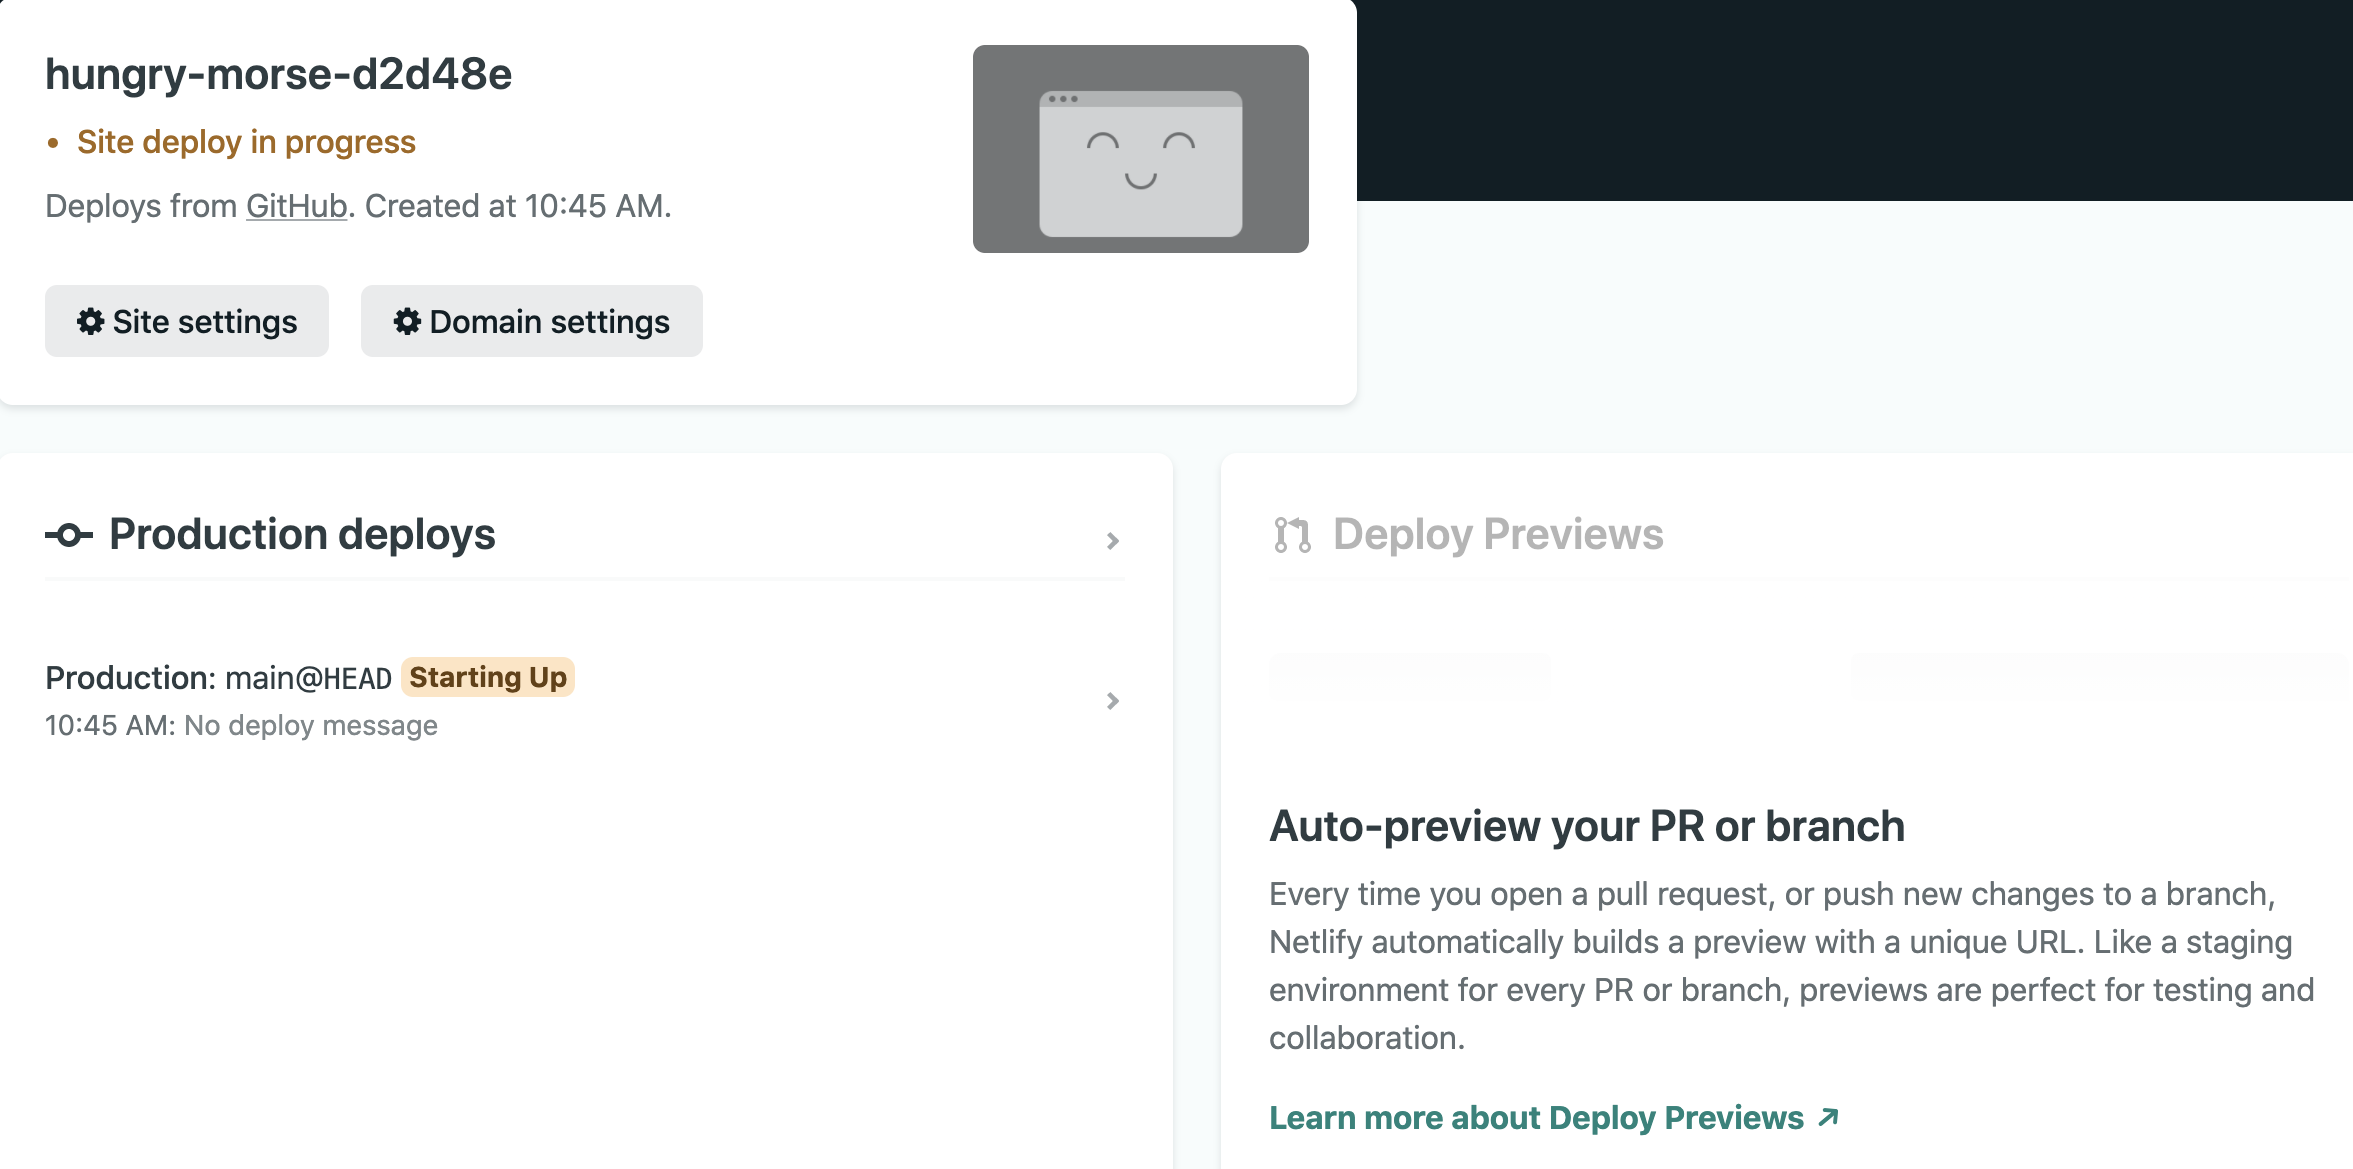 hungry-morse-d2d48e
• Site deploy in progress
Deploys from GitHub. Created at 10:45 AM.
Site settings
Domain settings
Production deploys
Production: main@HEAD Starting Up
10:45 AM: No deploy message
Deploy Previews
Auto-preview your PR or branch
Every time you open a pull request, or push new changes to a branch,
Netlify automatically builds a preview with a unique URL. Like a staging
environment for every PR or branch, previews are perfect for testing and
collaboration.
Learn more about Deploy Previews